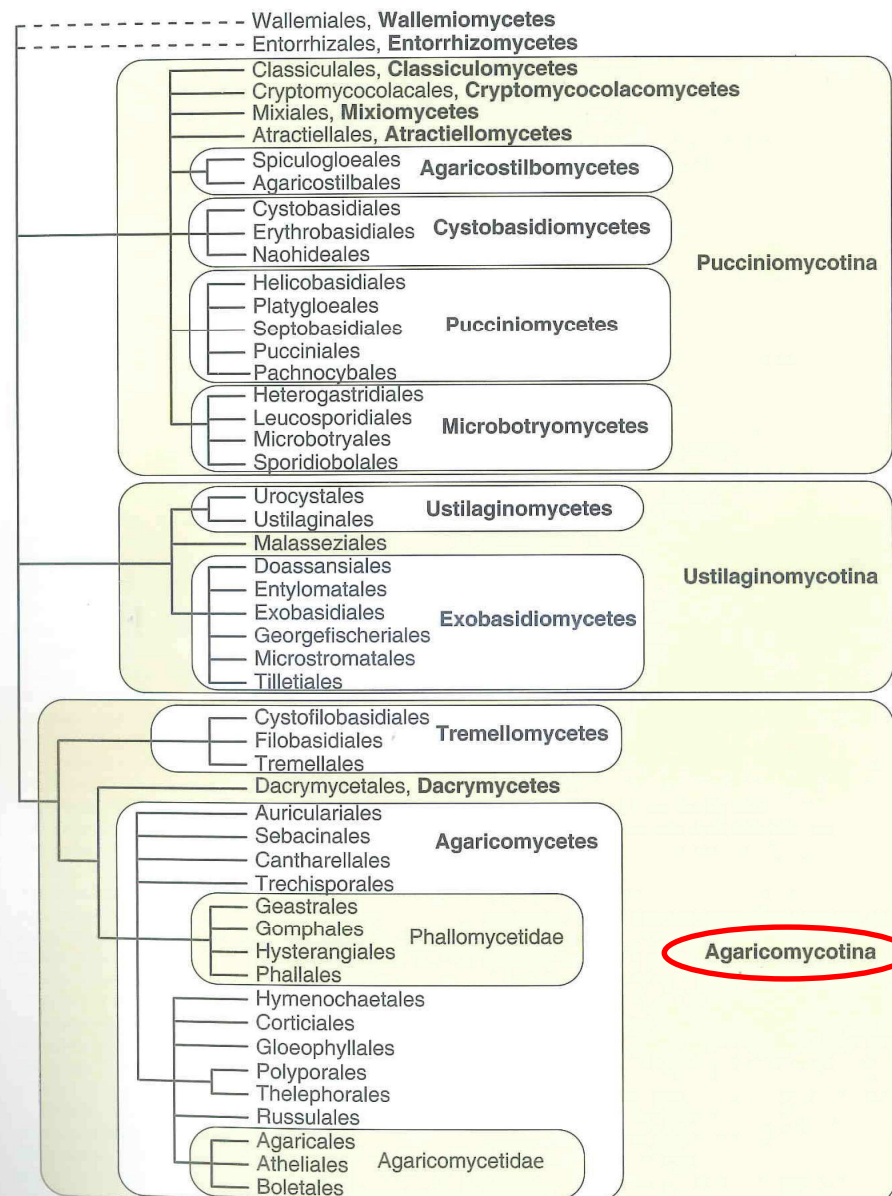 Wallemiales, Wallemiomycetes
Entorrhizales, Entorrhizomycetes
Classiculales, Classiculomycetes
Cryptomycocolacales, Cryptomycocolacomycetes
Mixiales, Mixiomycetes
Atractiellales, Atractiellomycetes
Spiculogloeales
Agaricostilbomycetes
Agaricostilbales
Cystobasidiales
Erythrobasidiales
Cystobasidiomycetes
Naohideales
Pucciniomycotina
Helicobasidiales
Platygloeales
Septobasidiales
Pucciniomycetes
Pucciniales
Pachnocybales
Heterogastridiales
Leucosporidiales
Microbotryomycetes
Microbotryales
Sporidiobolales
Urocystales
Ustilaginomycetes
Ustilaginales
Malasseziales
Doassansiales
Ustilaginomycotina
Entylomatales
Exobasidiales
Exobasidiomycetes
Georgefischeriales
Microstromatales
Tilletiales
Cystofilobasidiales
Filobasidiales
Tremellomycetes
Tremellales
Dacrymycetales, Dacrymycetes
Auriculariales
Sebacinales
Agaricomycetes
Cantharellales
Trechisporales
Geastrales
Gomphales
Phallomycetidae
Hysterangiales
Agaricomycotina
Phallales
Hymenochaetales
Corticiales
Gloeophyllales
Polyporales
Thelephorales
Russulales
Agaricales
Atheliales
Agaricomycetidae
Boletales